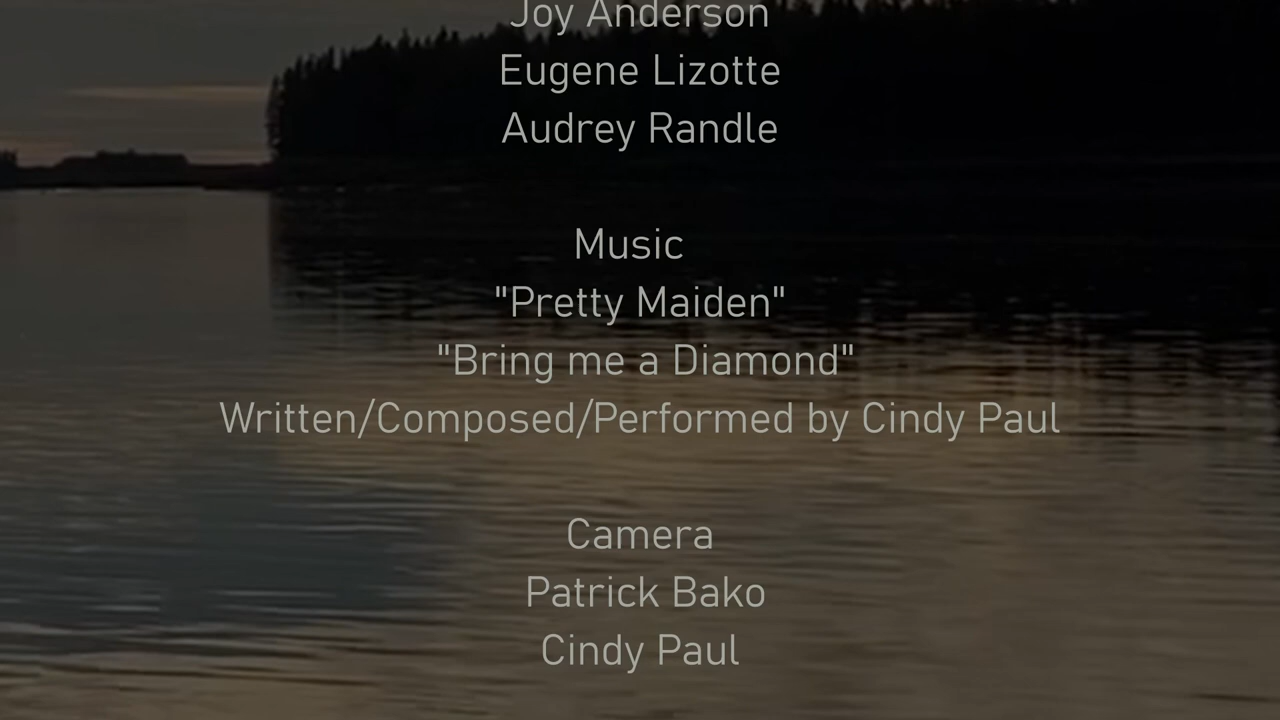 Joy Anderson
Eugene Lizotte
Audrey Randle
Music
"Pretty Maiden"
"Bring me a Diamond"
Written/Composed/Performed by Cindy Paul
Camera
Patrick Bako
Cindy Paul